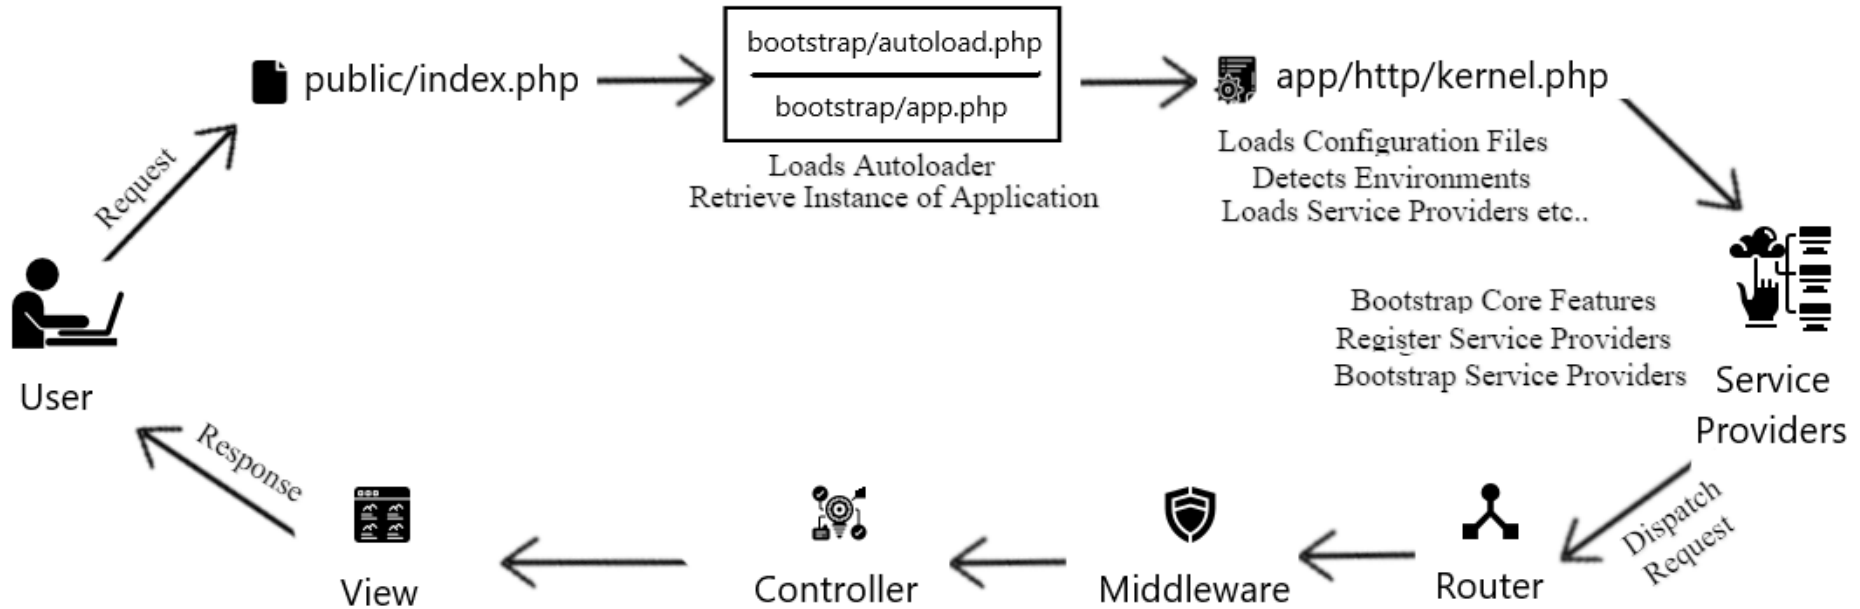 public/index.php
bootstrap/autoload.php
bootstrap/app.php
app/http/kernel.php
Loads Autoloader
Retrieve Instance of Application
Loads Configuration Files
Detects Environments
Loads Service Providers etc..
Request
User
Bootstrap Core Features
Register Service Providers
Bootstrap Service Providers
Service
Providers
Dispatch
Request
Router
Middleware
Controller
View
Response